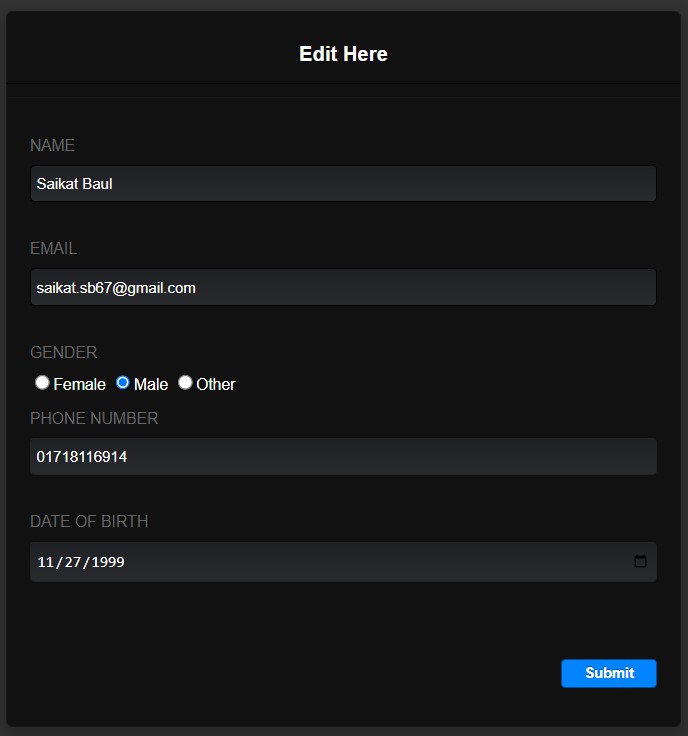 Edit Here
NAME
Saikat Baul
EMAIL
saikat.sb67@gmail.com
GENDER
Female Male Other
PHONE NUMBER
01718116914
DATE OF BIRTH
11/27/1999
Submit